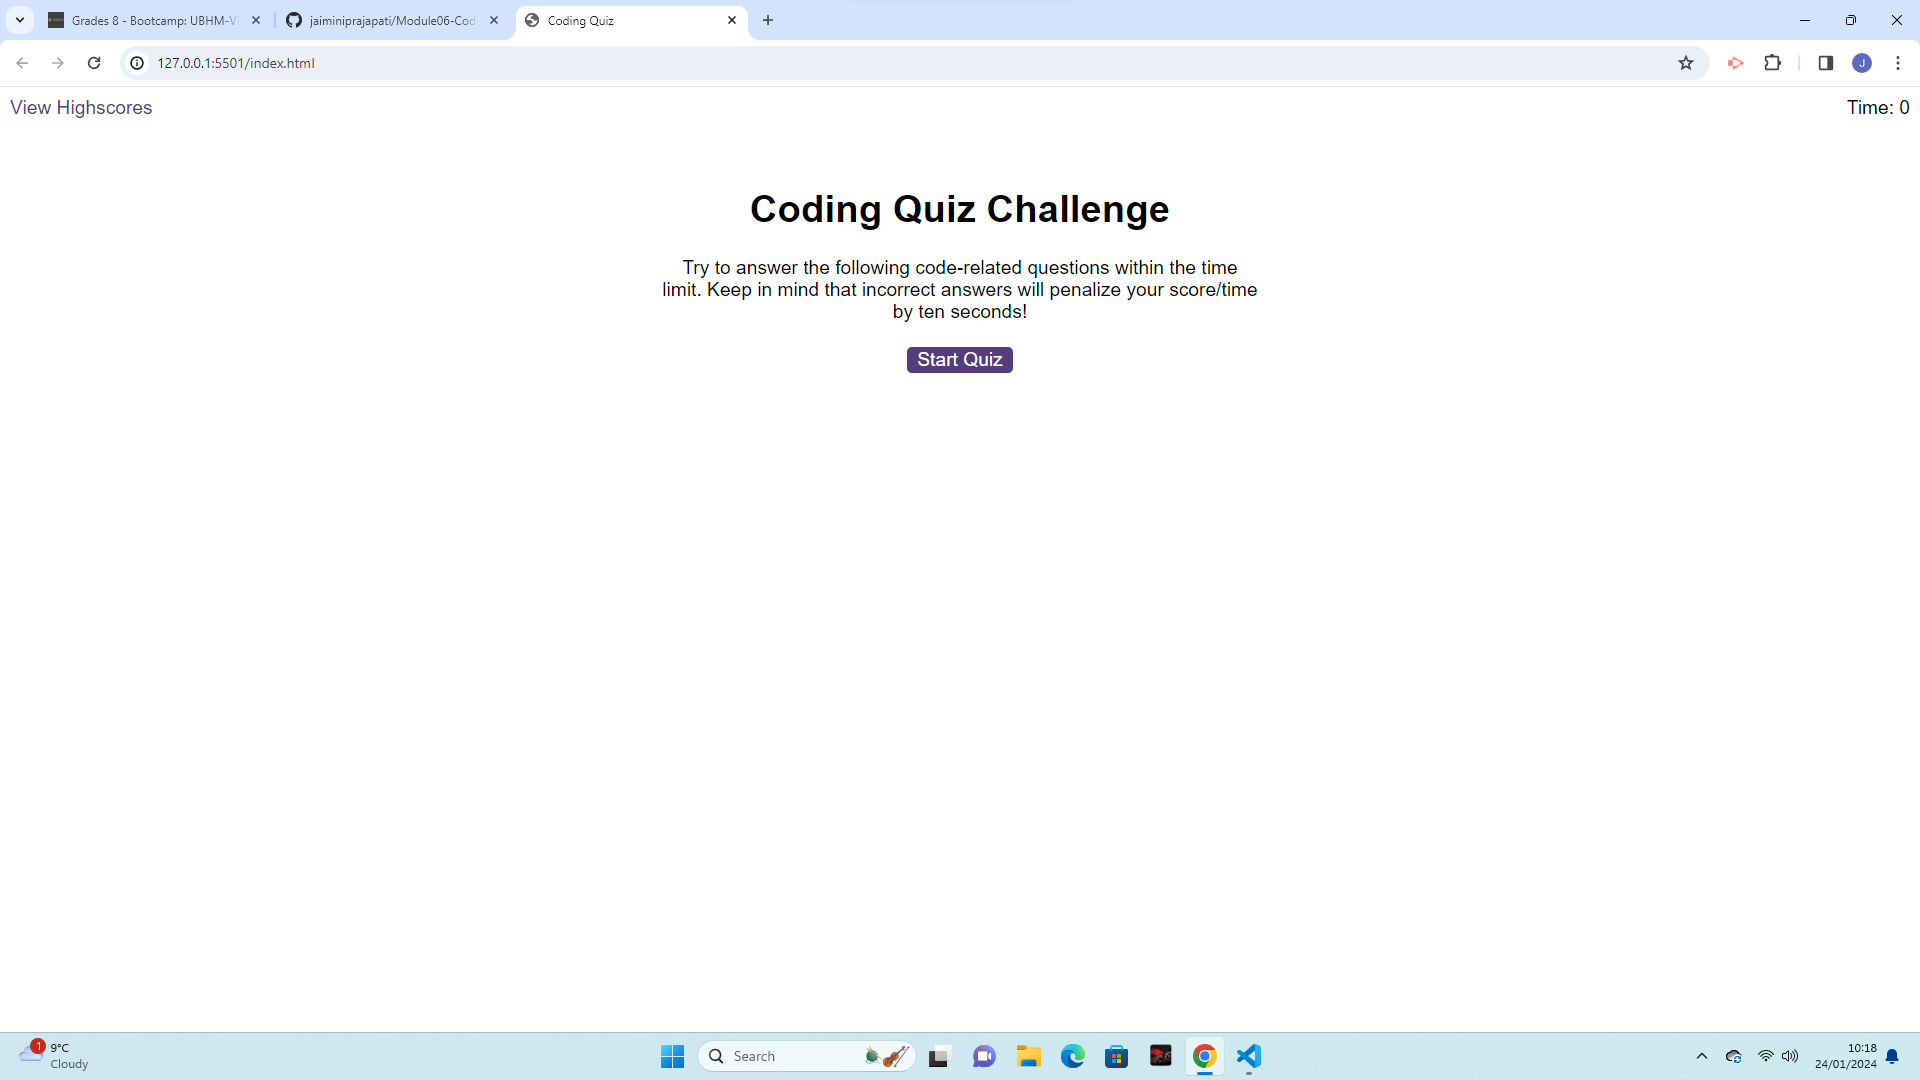 Grades 8 - Bootcamp: UBHM-V
jaiminiprajapati/Module06-Cod
Coding Quiz
127.0.0.1:5501/index.html
J
View Highscores
Time: 0
Coding Quiz Challenge
Try to answer the following code-related questions within the time
limit. Keep in mind that incorrect answers will penalize your score/time
by ten seconds!
Start Quiz
1
9°C
Cloudy
Search
10:18
24/01/2024